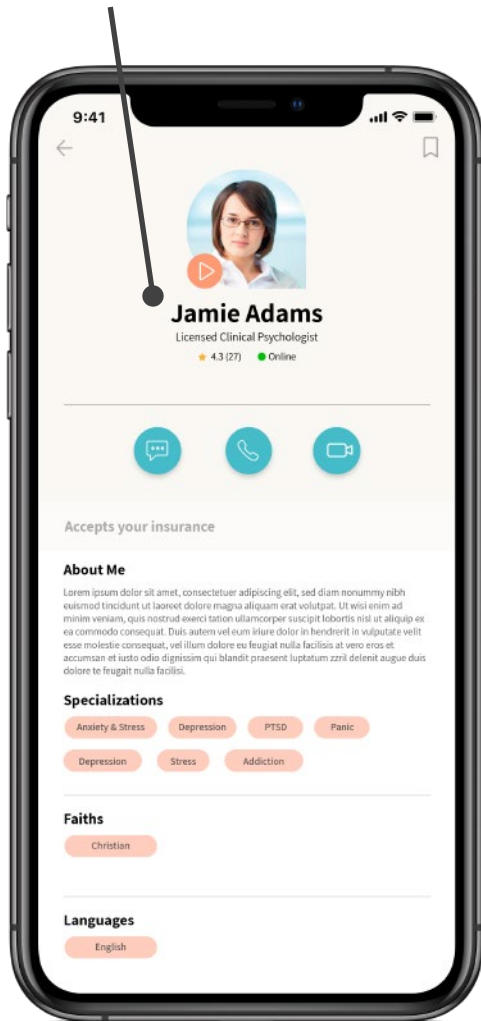 9:41
Jamie Adams
Licensed Clinical Psychologist
4.3 (27) Online
Accepts your insurance
About Me
Lorem ipsum dolor sit amet, consectetuer adipiscing elit, sed diam nonummy nibh
euismod tincidunt ut laoreet dolore magna aliquam erat volutpat. Ut wisi enim ad
minim veniam, quis nostrud exerci tation ullamcorper suscipit lobortis nisl ut aliquip ex
ea commodo consequat. Duis autem vel eum iriure dolor in hendrerit in vulputate velit
esse molestie consequat, vel illum dolore eu feugiat nulla facilisis at vero eros et
accumsan et iusto odio dignissim qui blandit praesent luptatum zzril delenit augue duis
dolore te feugait nulla facilisi.
Specializations
Anxiety & Stress Depression PTSD Panic
Depression Stress Addiction
Faiths
Christian
Languages
English